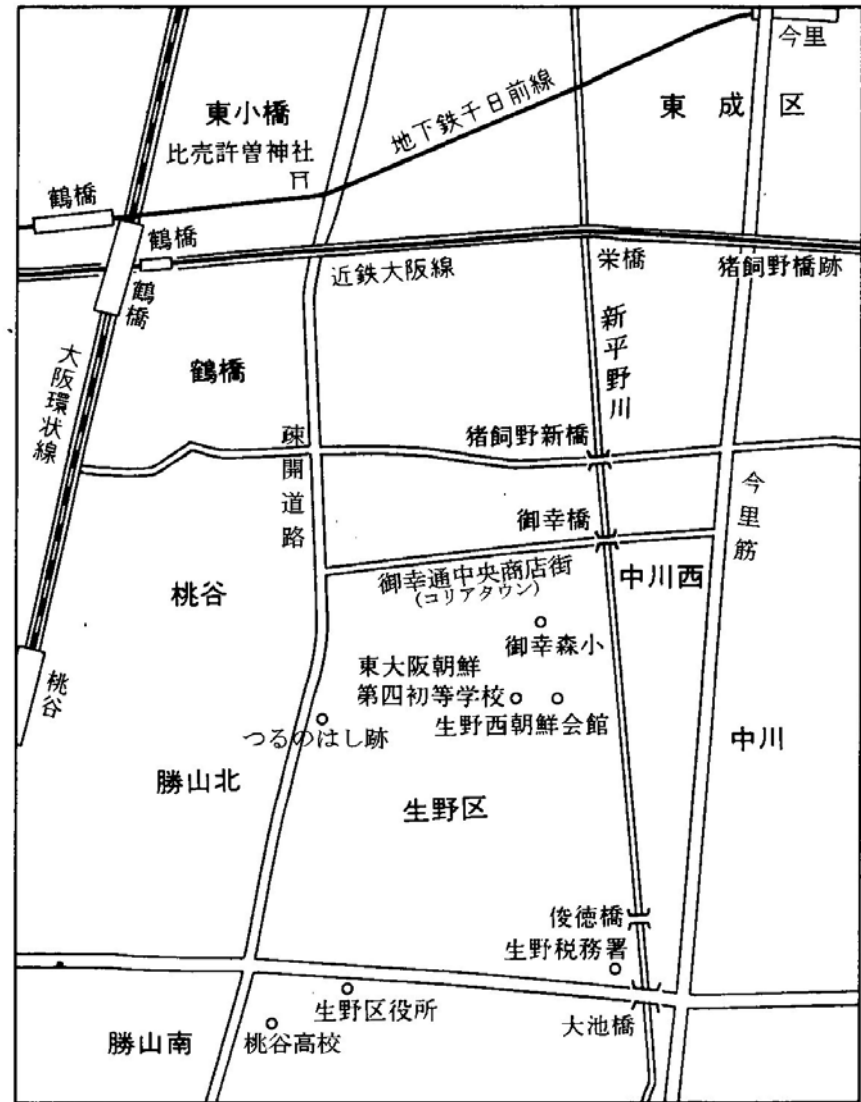 今里
東小橋
東成区
地下鉄千日前線
比売許曽神社
鶴橋
鶴橋
鶴橋
近鉄大阪線
栄橋
猪飼野橋跡
新平野川
大阪環状線
鶴橋
疎開道路
猪飼野新橋
今里筋
御幸橋
御幸通中央商店街
(コリアタウン)
中川西
桃谷
御幸森小
東大阪朝鮮
第四初等学校
生野西朝鮮会館
桃谷
つるのはし跡
中川
勝山北
生野区
俊徳橋
生野税務署
生野区役所
大池橋
勝山南
桃谷高校